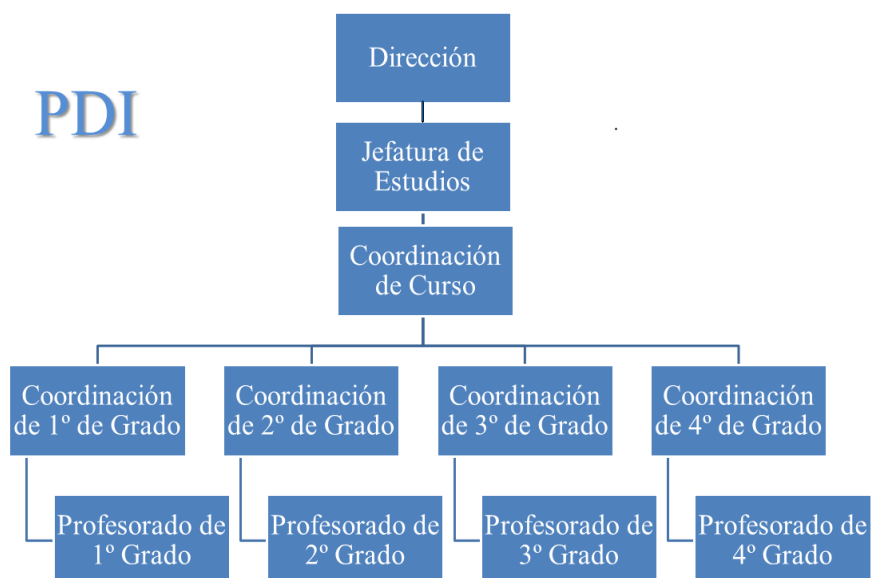 PDI
Dirección
Jefatura de
Estudios
Coordinación
de Curso
Coordinación
de 1º de Grado
Coordinación
de 2º de Grado
Coordinación
de 3º de Grado
Coordinación
de 4º de Grado
Profesorado de
1º Grado
Profesorado de
2º Grado
Profesorado de
3º Grado
Profesorado de
4º Grado